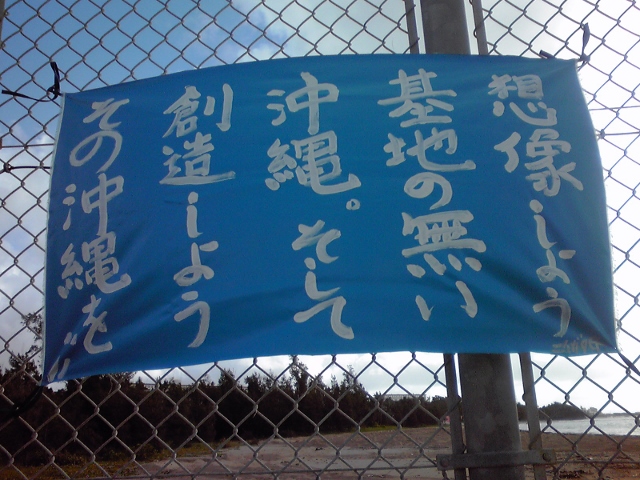 想像しよう
基地の無い
沖縄。そして
創造しよう
その沖縄を!!